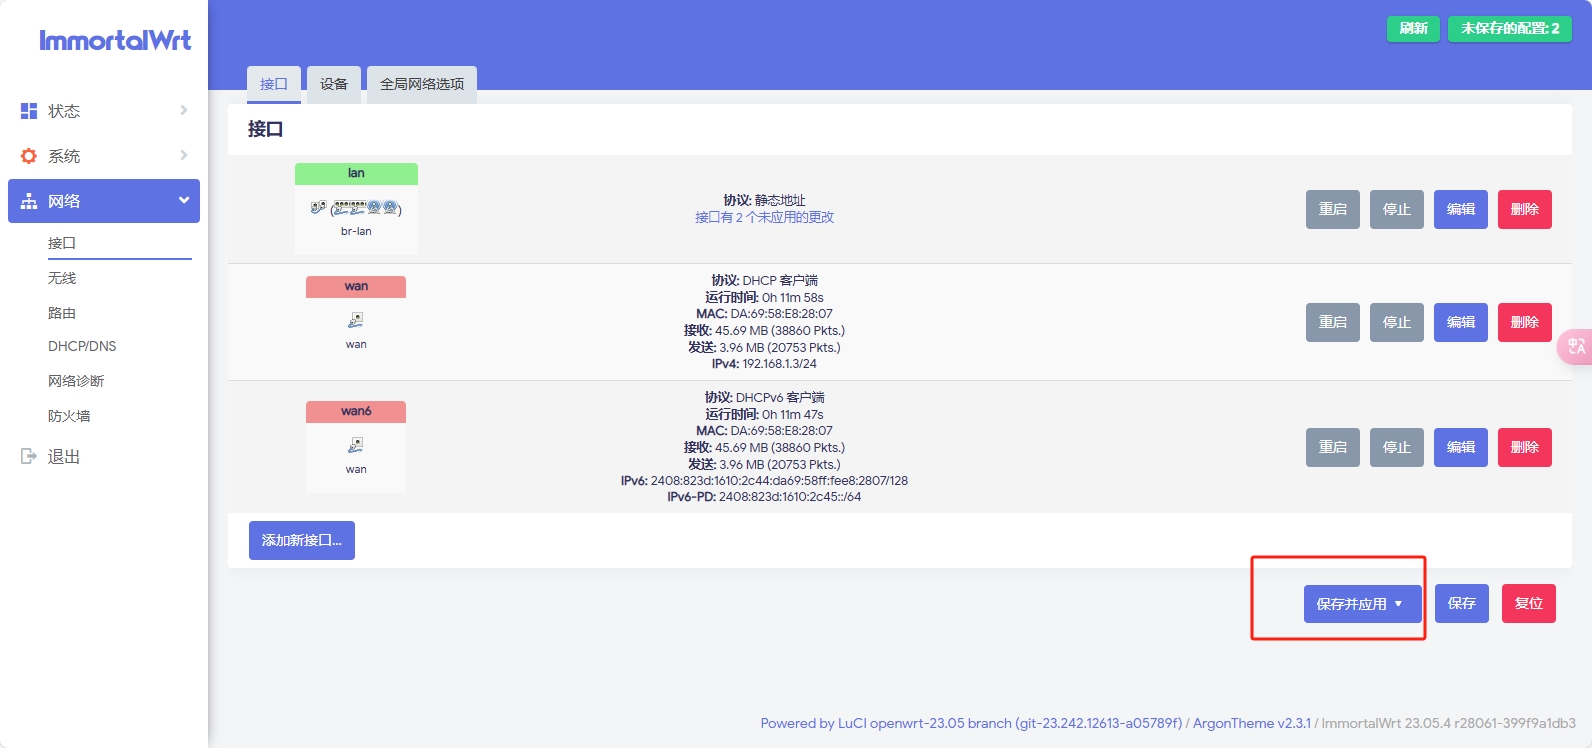 ImmortalWrt
刷新
未保存的配置: 2
接口
设备
全局网络选项
状态
系统
网络
接口
无线
路由
DHCP/DNS
网络诊断
防火墙
退出
接口
lan
br-lan
协议: 静态地址
接口有 2 个未应用的更改
重启
停止
编辑
删除
wan
wan
协议: DHCP 客户端
运行时间: 0h 11m 58s
MAC: DA:69:58:E8:28:07
接收: 45.69 MB (38860 Pkts.)
发送: 3.96 MB (20753 Pkts.)
IPv4: 192.168.1.3/24
重启
停止
编辑
删除
wan6
wan
协议: DHCPv6 客户端
运行时间: 0h 11m 47s
MAC: DA:69:58:E8:28:07
接收: 45.69 MB (38860 Pkts.)
发送: 3.96 MB (20753 Pkts.)
IPv6: 2408:823d:1610:2c44:da69:58ff:fee8:2807/128
IPv6-PD: 2408:823d:1610:2c45::/64
重启
停止
编辑
删除
添加新接口...
保存并应用
保存
复位
中
A
Powered by LuCI openwrt-23.05 branch (git-23.242.12613-a05789f) / ArgonTheme v2.3.1 / ImmortalWrt 23.05.4 r28061-399f9a1db3